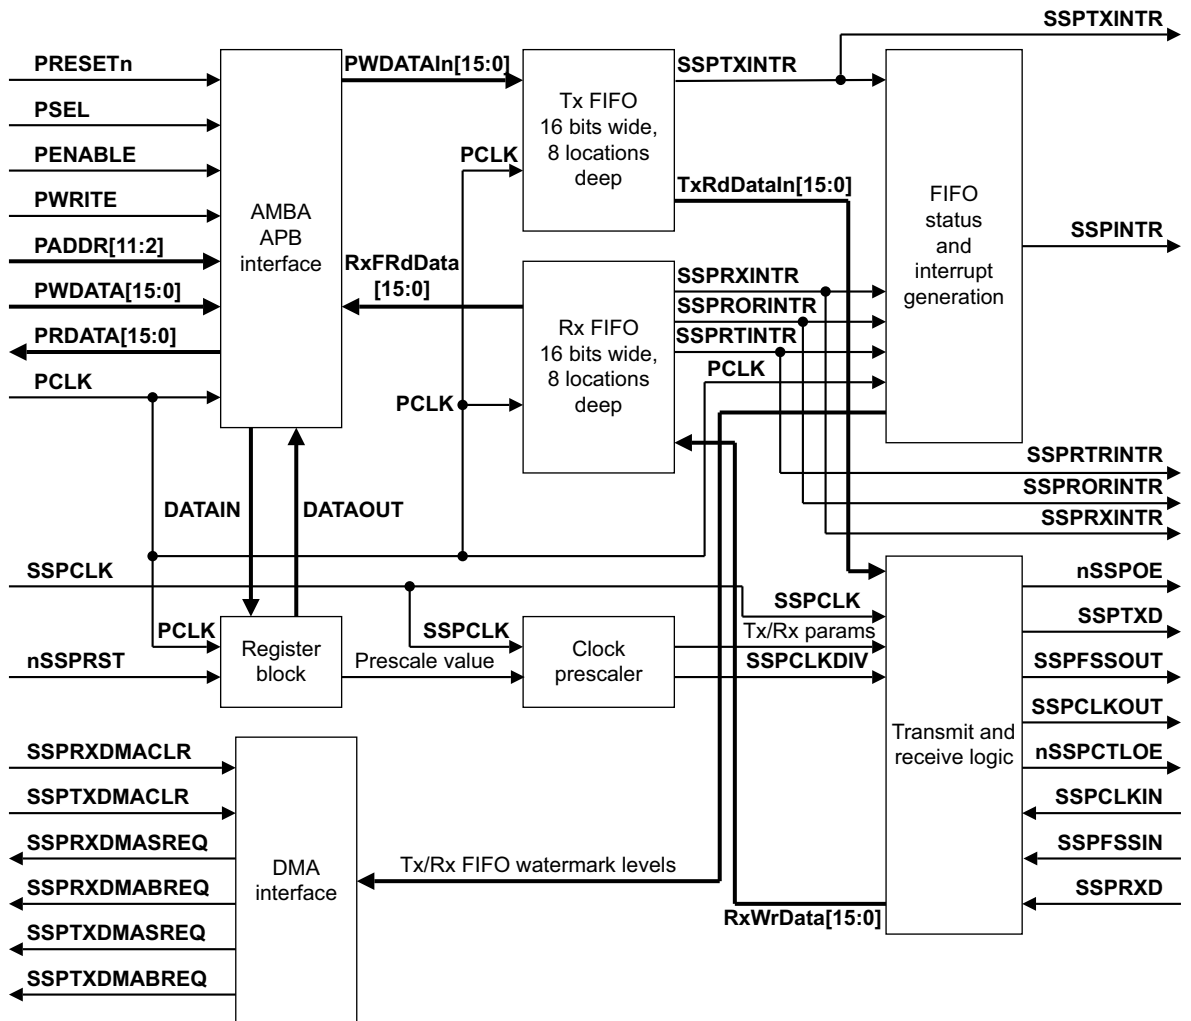 SSPTXINTR
PRESETn
PWDATAIn[15:0]
SSPTXINTR
PSEL
Tx FIFO
16 bits wide,
8 locations
deep
PENABLE
PCLK
PWRITE
TxRdDataIn[15:0]
AMBA
APB
interface
FIFO
status
and
interrupt
generation
SSPINTR
PADDR[11:2]
RxFRdData
[15:0]
SSPRXINTR
PWDATA[15:0]
SSPRORINTR
PRDATA[15:0]
Rx FIFO
16 bits wide,
8 locations
deep
SSPRTINTR
PCLK
PCLK
PCLK
SSPRTRINTR
SSPRORINTR
SSPRXINTR
DATAIN
DATAOUT
SSPCLK
nSSPOE
SSPCLK
PCLK
SSPCLK
Tx/Rx params
SSPTXD
nSSPRST
Register
block
Prescale value
Clock
prescaler
SSPCLKDIV
SSPFSSOUT
SSPCLKOUT
Transmit and
receive logic
SSPRXDMACLR
nSSPCTLOE
SSPTXDMACLR
SSPCLKIN
SSPRXDMASREQ
SSPFSSIN
DMA
interface
Tx/Rx FIFO watermark levels
SSPRXDMABREQ
SSPRXD
RxWrData[15:0]
SSPTXDMASREQ
SSPTXDMABREQ